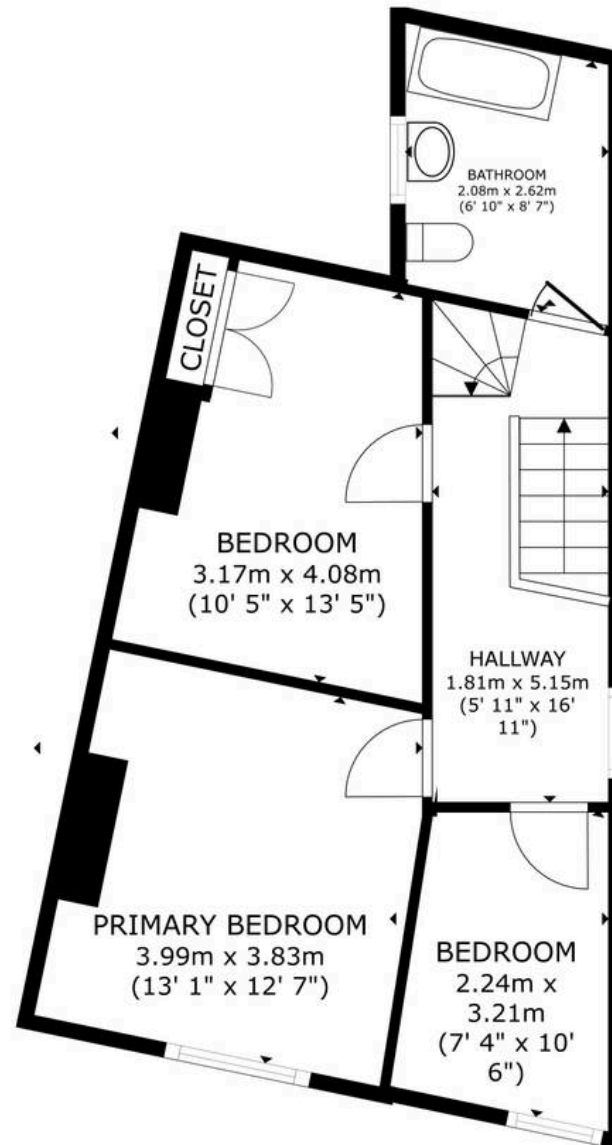 BATHROOM
2.08m x 2.62m
(6' 10" x 8' 7")
CLOSET
BEDROOM
3.17m x 4.08m
(10' 5" x 13' 5")
HALLWAY
1.81m x 5.15m
(5' 11" x 16'
11")
PRIMARY BEDROOM
3.99m x 3.83m
(13' 1" x 12' 7")
BEDROOM
2.24m x
3.21m
(7' 4" x 10'
6")